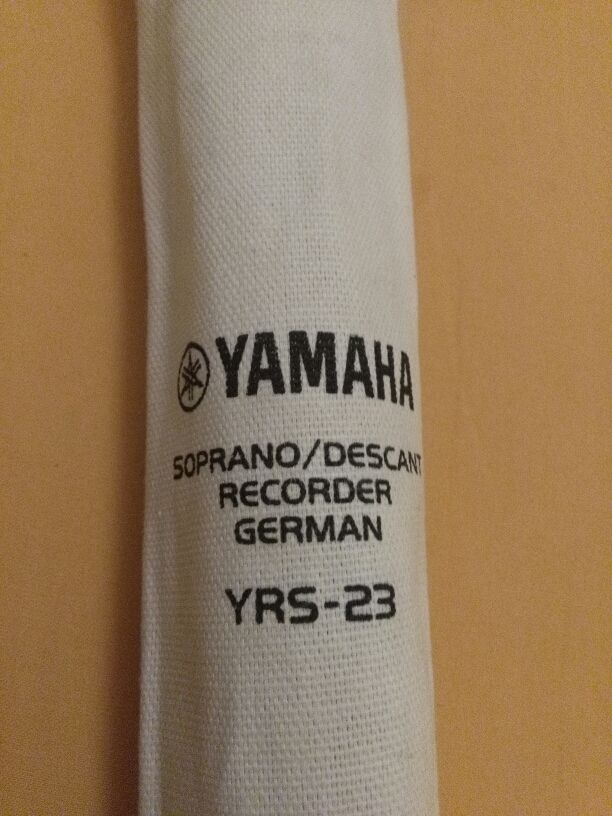 YAMAHA
SOPRANO/DESCANT
RECORDER
GERMAN
YRS-23